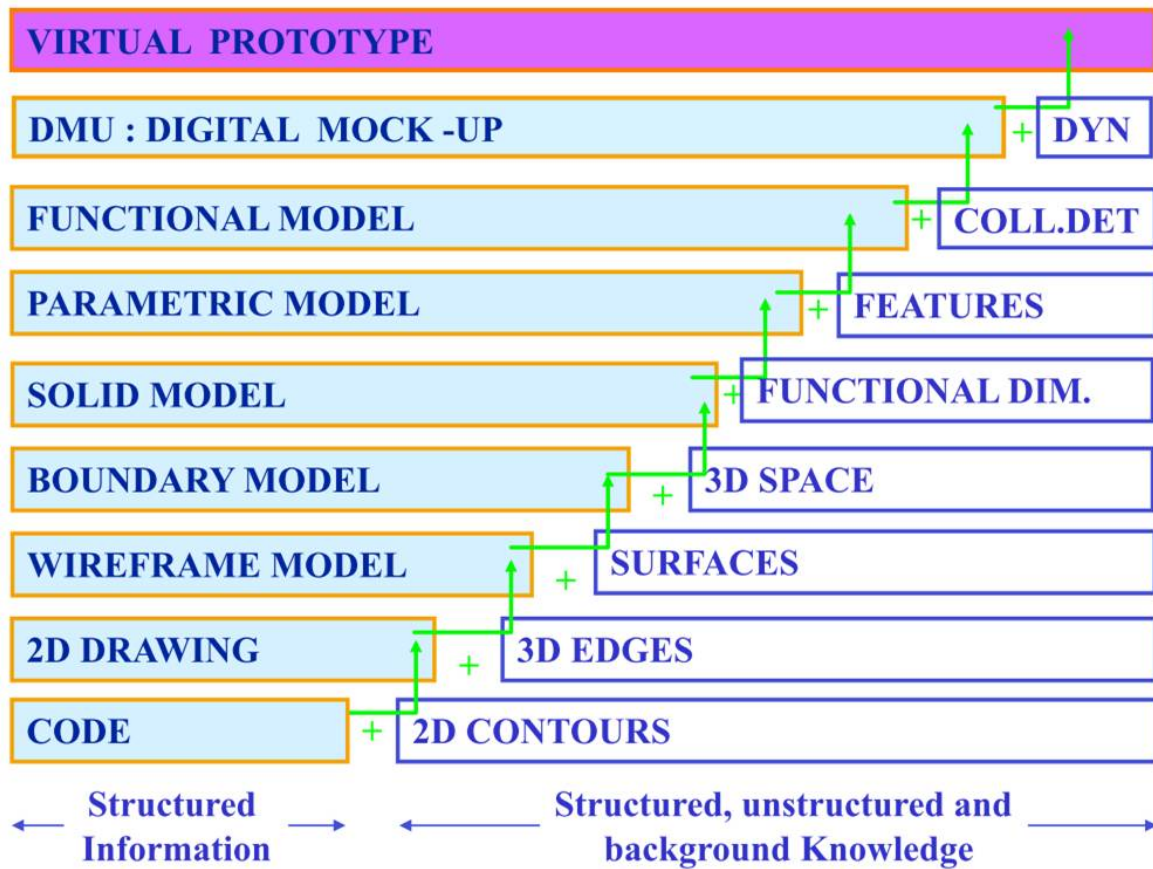 VIRTUAL PROTOTYPE
DMU : DIGITAL MOCK -UP
+ DYN
FUNCTIONAL MODEL
+ COLL.DET
PARAMETRIC MODEL
+ FEATURES
SOLID MODEL
+ FUNCTIONAL DIM.
BOUNDARY MODEL
+ 3D SPACE
WIREFRAME MODEL
+ SURFACES
2D DRAWING
+ 3D EDGES
CODE
+ 2D CONTOURS
Structured
Information
Structured, unstructured and
background Knowledge